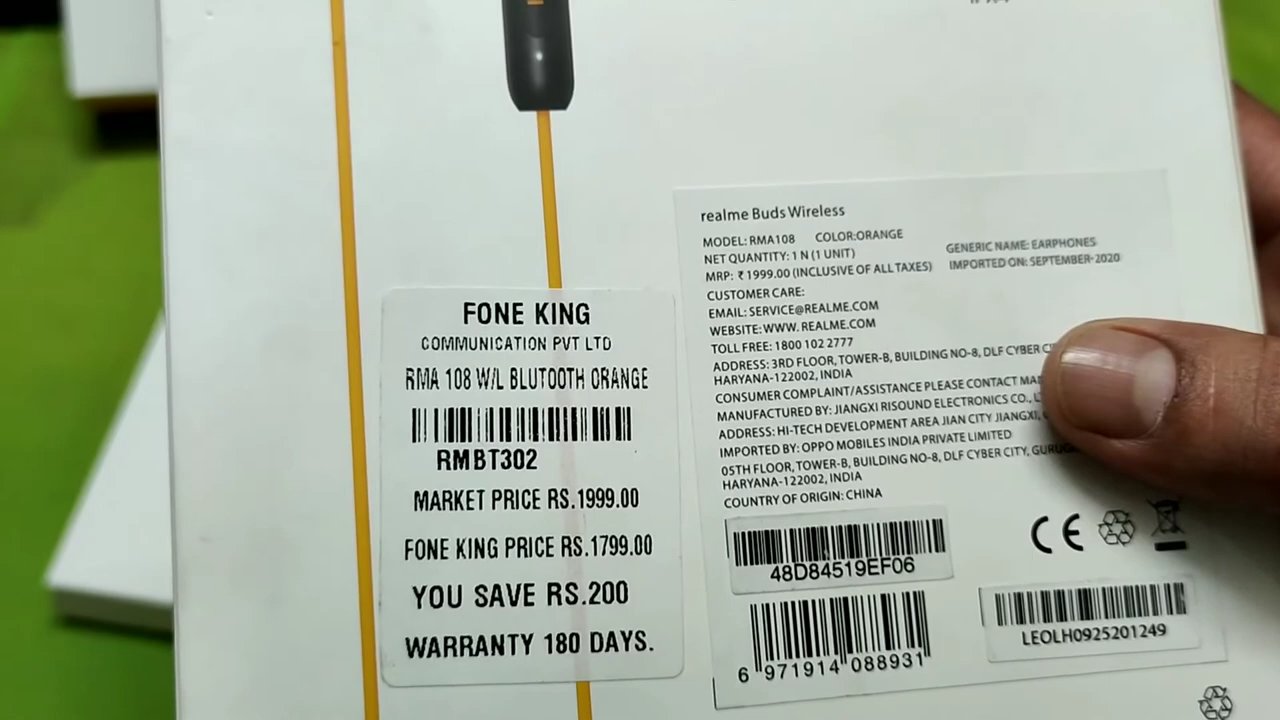 FONE KING
COMMUNICATION PVT LTD
RMA 108 W/L BLUTOOTH ORANGE
RMBT302
MARKET PRICE RS.1999.00
FONE KING PRICE RS.1799.00
YOU SAVE RS.200
WARRANTY 180 DAYS.
realme Buds Wireless
MODEL: RMA108 COLOR:ORANGE
NET QUANTITY: 1 N (1 UNIT)
MRP: ₹ 1999.00 (INCLUSIVE OF ALL TAXES)
GENERIC NAME: EARPHONES
IMPORTED ON: SEPTEMBER-2020
CUSTOMER CARE:
EMAIL: SERVICE@REALME.COM
WEBSITE: WWW. REALME.COM
TOLL FREE: 1800 102 2777
ADDRESS: 3RD FLOOR, TOWER-B, BUILDING NO-8, DLF CYBER
HARYANA-122002, INDIA
CONSUMER COMPLAINT/ASSISTANCE PLEASE CONTACT
MANUFACTURED BY: JIANGXI RISOUND ELECTRONICS CO.,
ADDRESS: HI-TECH DEVELOPMENT AREA JIAN CITY JIANGXI,
IMPORTED BY: OPPO MOBILES INDIA PRIVATE LIMITED
05TH FLOOR, TOWER-B, BUILDING NO-8, DLF CYBER CITY,
HARYANA-122002, INDIA
COUNTRY OF ORIGIN: CHINA
48D84519EF06
CE
6 971914 088931
LEOLH0925201249